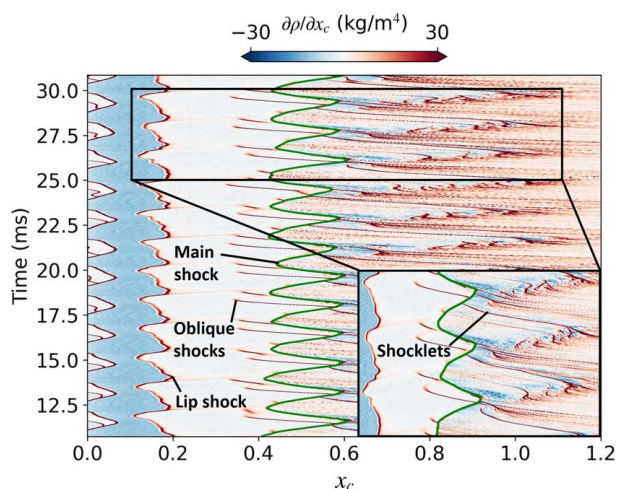 ∂ρ/∂x_c (kg/m⁴)
−30 30
30.0
27.5
25.0
22.5
20.0
17.5
15.0
12.5
Time (ms)
Main
shock
Oblique
shocks
Lip shock
Shocklets
0.0 0.2 0.4 0.6 0.8 1.0 1.2
x_c